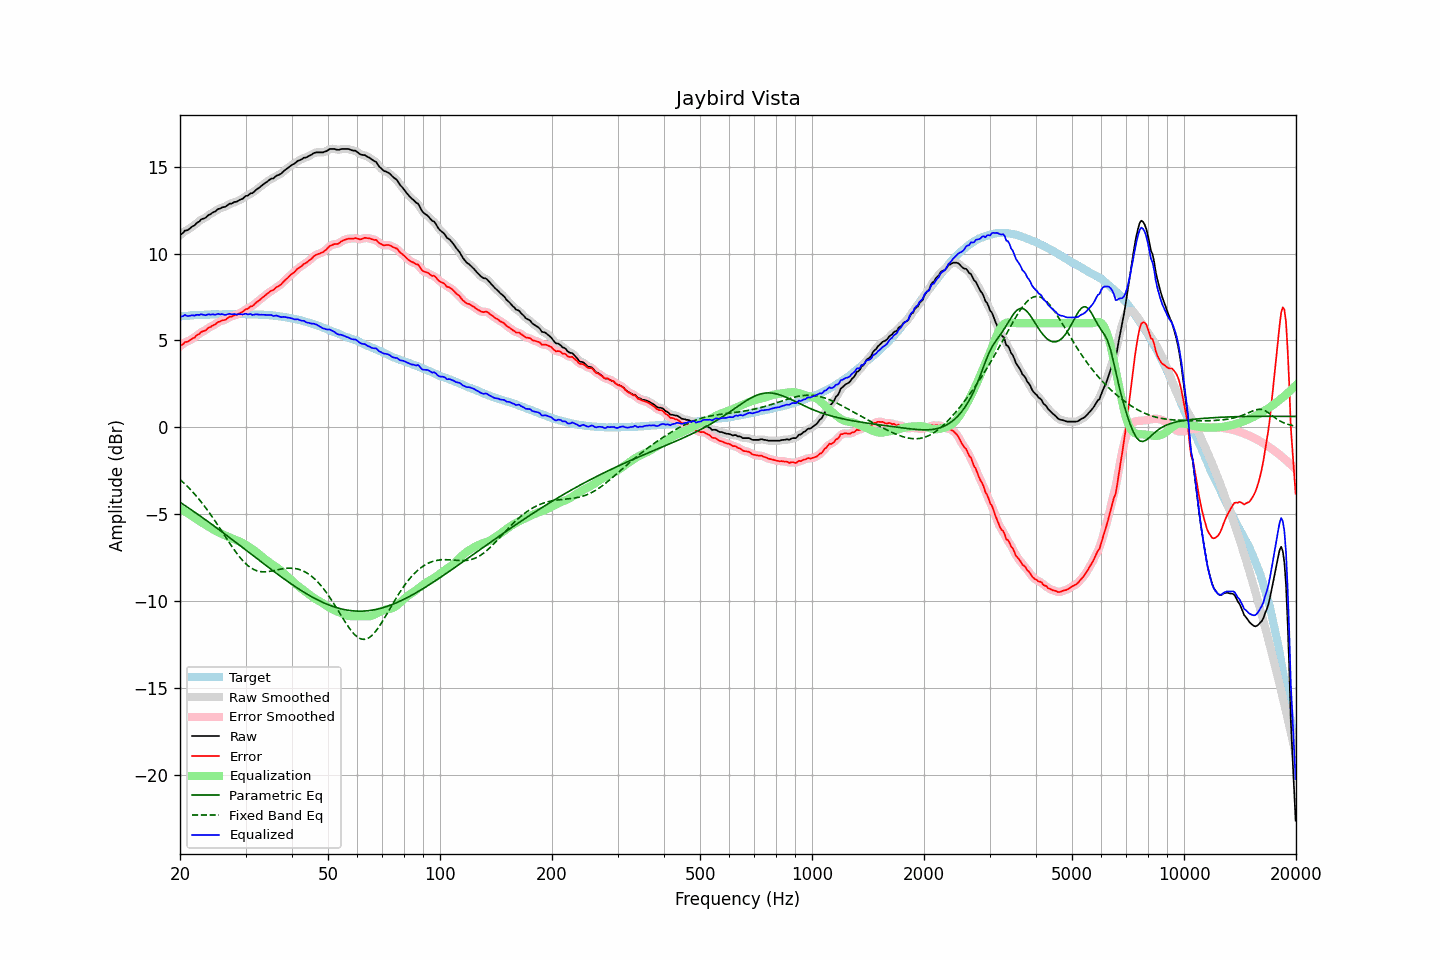 Jaybird Vista
Amplitude (dBr)
15
10
5
0
−5
−10
−15
−20
Target
Raw Smoothed
Error Smoothed
Raw
Error
Equalization
Parametric Eq
Fixed Band Eq
Equalized
20 50 100 200 500 1000 2000 5000 10000 20000
Frequency (Hz)